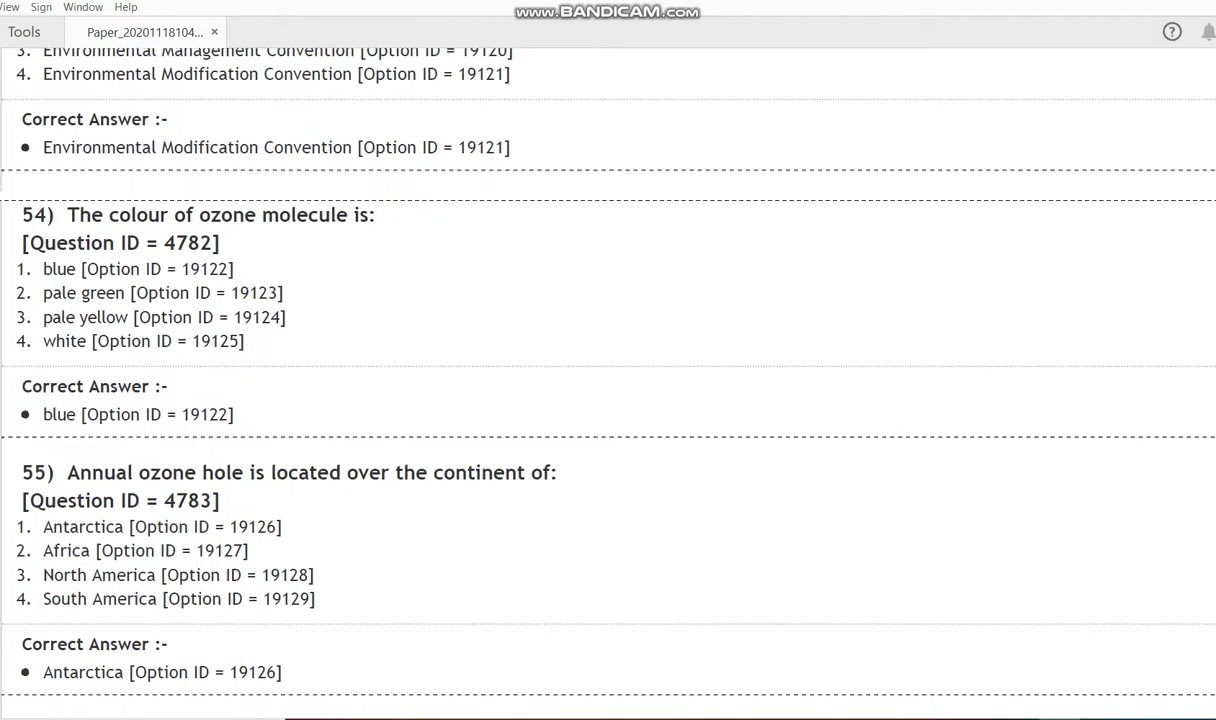 View Sign Window Help
www.BANDICAM.com
Tools Paper_20201118104... ×
3. Environmental Management Convention [Option ID = 19120]
4. Environmental Modification Convention [Option ID = 19121]
Correct Answer :-
• Environmental Modification Convention [Option ID = 19121]
54) The colour of ozone molecule is:
[Question ID = 4782]
1. blue [Option ID = 19122]
2. pale green [Option ID = 19123]
3. pale yellow [Option ID = 19124]
4. white [Option ID = 19125]
Correct Answer :-
• blue [Option ID = 19122]
55) Annual ozone hole is located over the continent of:
[Question ID = 4783]
1. Antarctica [Option ID = 19126]
2. Africa [Option ID = 19127]
3. North America [Option ID = 19128]
4. South America [Option ID = 19129]
Correct Answer :-
• Antarctica [Option ID = 19126]